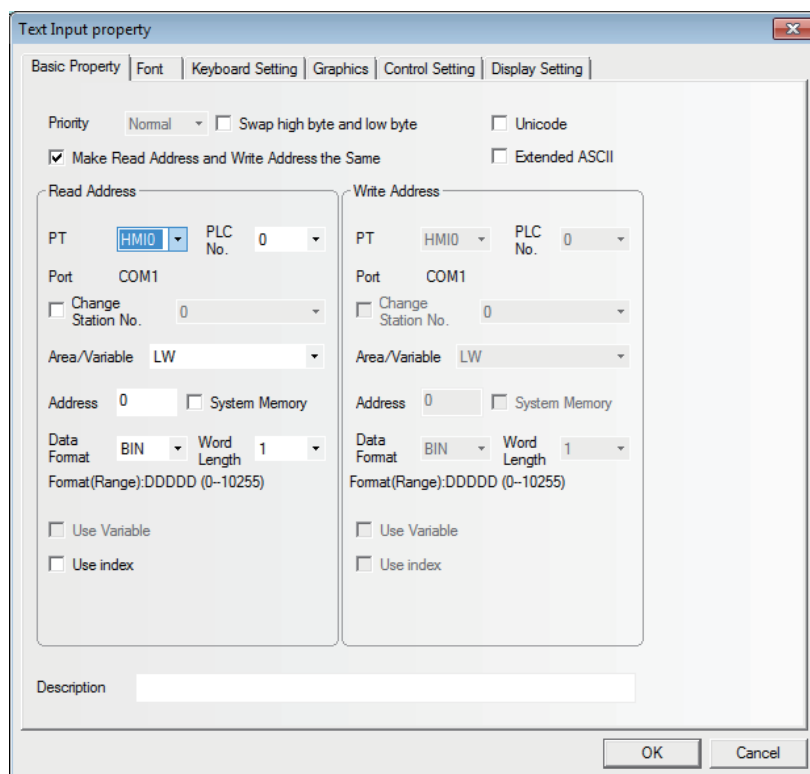 Text Input property
Basic Property Font Keyboard Setting Graphics Control Setting Display Setting
Priority Normal Swap high byte and low byte Unicode
Make Read Address and Write Address the Same Extended ASCII
Read Address
PT HMI0 PLC No. 0
Port COM1
Change Station No. 0
Area/Variable LW
Address 0 System Memory
Data Format BIN Word Length 1
Format(Range):DDDDD (0--10255)
Use Variable
Use index
Write Address
PT HMI0 PLC No. 0
Port COM1
Change Station No. 0
Area/Variable LW
Address 0 System Memory
Data Format BIN Word Length 1
Format(Range):DDDDD (0--10255)
Use Variable
Use index
Description
OK Cancel